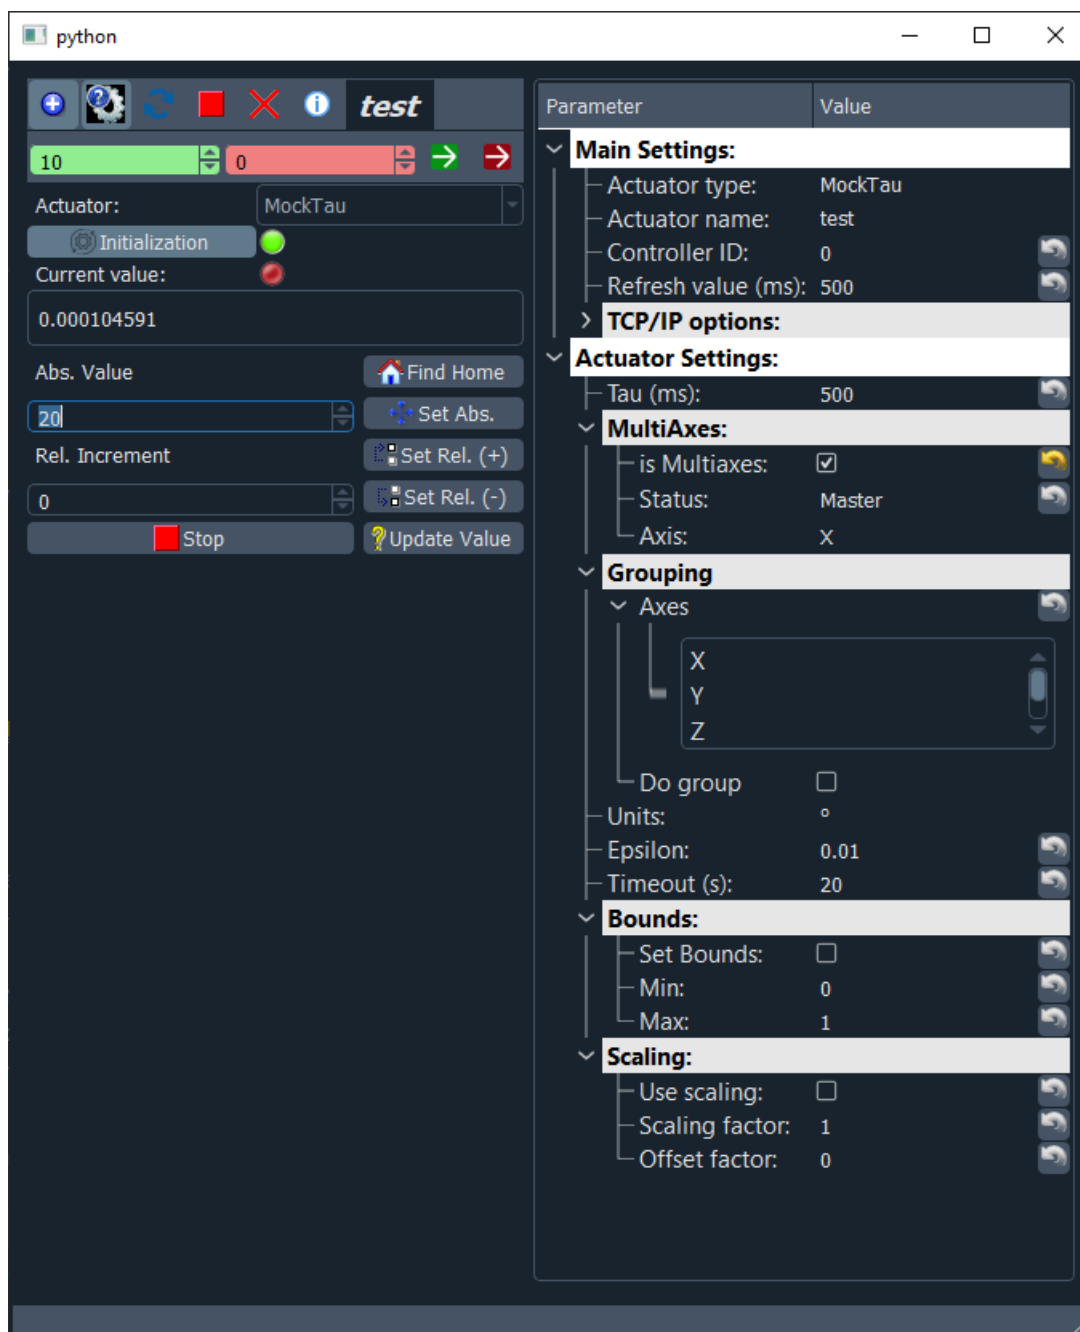 python
test
10
0
Actuator:
MockTau
Initialization
Current value:
0.000104591
Abs. Value
Find Home
20
Set Abs.
Rel. Increment
Set Rel. (+)
0
Set Rel. (-)
Stop
Update Value
Parameter Value
Main Settings:
Actuator type: MockTau
Actuator name: test
Controller ID: 0
Refresh value (ms): 500
TCP/IP options:
Actuator Settings:
Tau (ms): 500
MultiAxes:
is Multiaxes:
Status: Master
Axis: X
Grouping
Axes
X
Y
Z
Do group
Units: °
Epsilon: 0.01
Timeout (s): 20
Bounds:
Set Bounds:
Min: 0
Max: 1
Scaling:
Use scaling:
Scaling factor: 1
Offset factor: 0